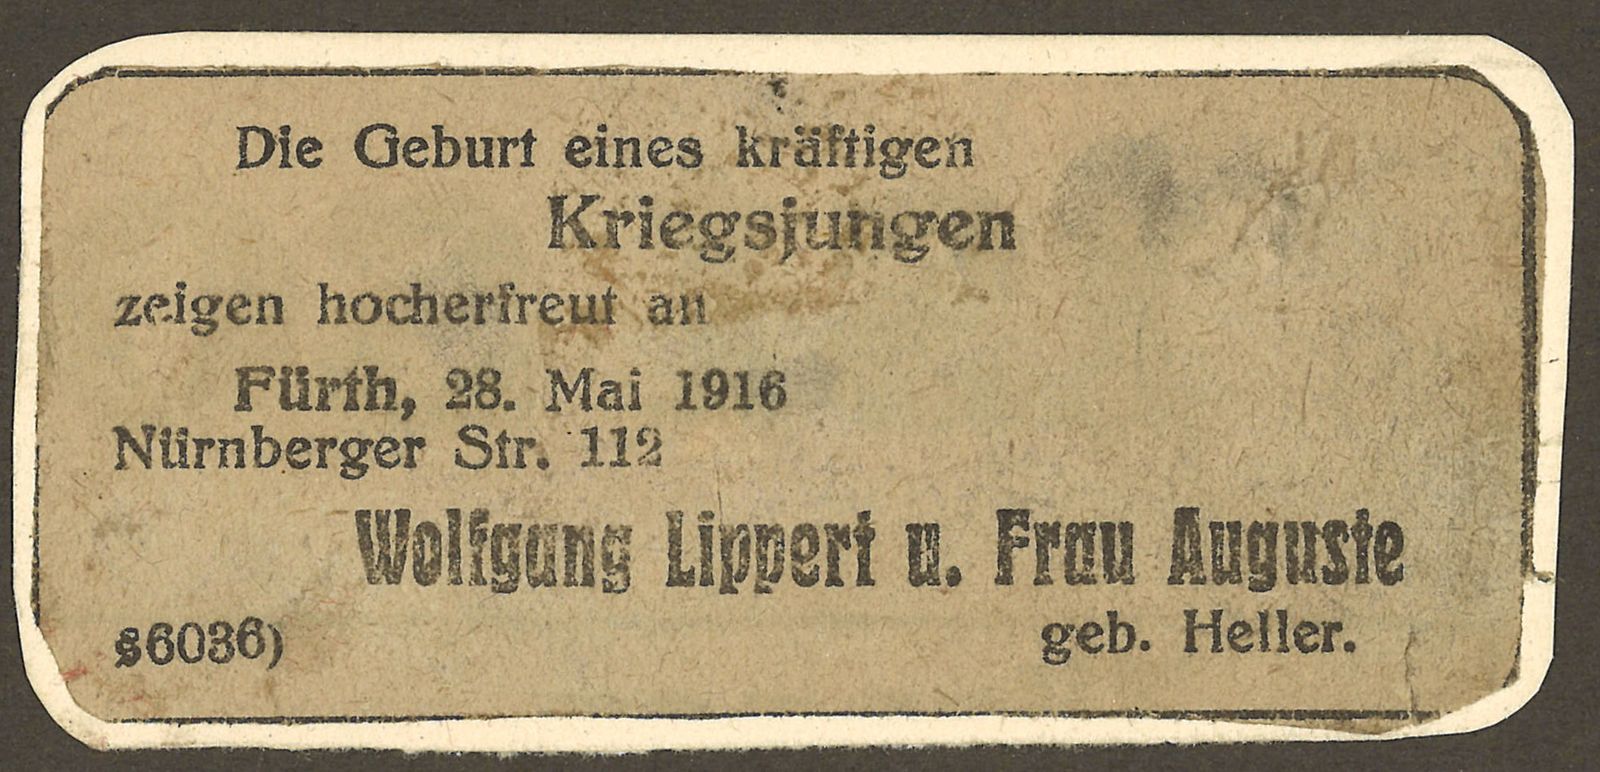 Die Geburt eines kräftigen
Kriegsjungen
zeigen hocherfreut an
Fürth, 28. Mai 1916
Nürnberger Str. 112
Wolfgang Lippert u. Frau Auguste
geb. Heller.
s6036)